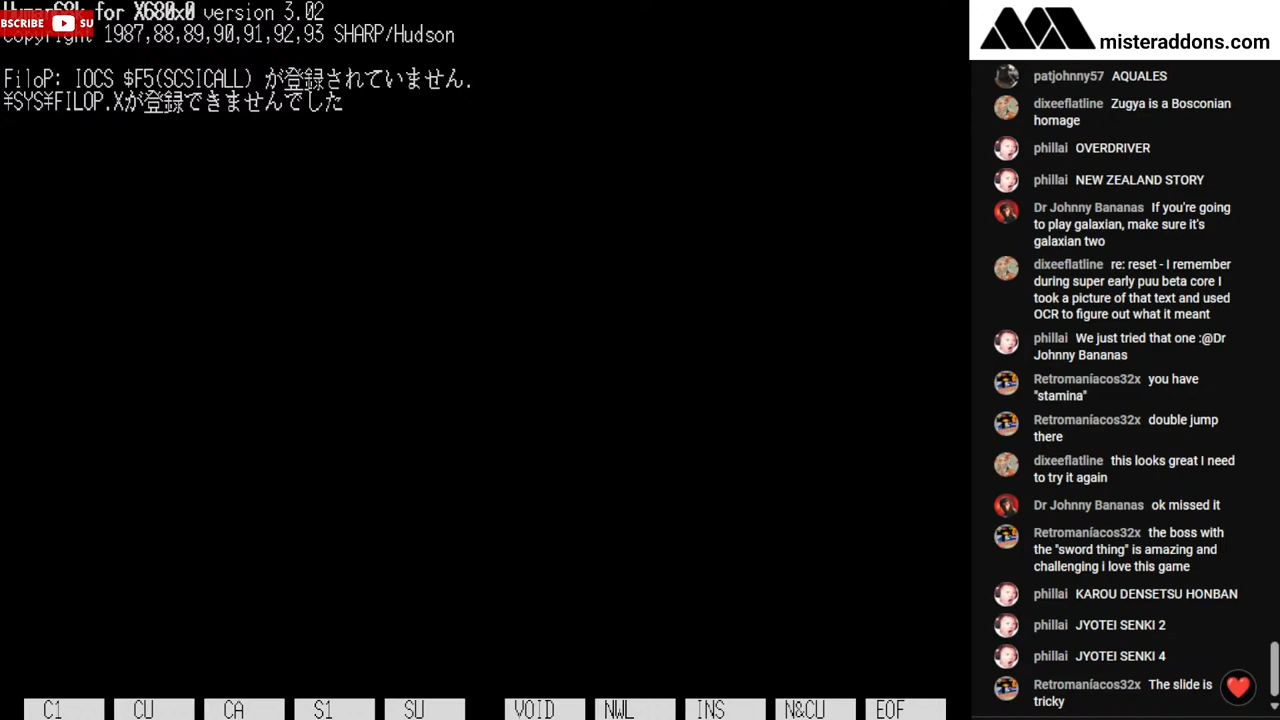 Human68k for X680x0 version 3.02
Copyright 1987,88,89,90,91,92,93 SHARP/Hudson
BSCRIBE SU
FiloP: IOCS $F5(SCSICALL) が登録されていません.
¥SYS¥FILOP.Xが登録できませんでした
C1 CU CA S1 SU VOID NWL INS N&CU EOF
misteraddons.com
patjohnny57 AQUALES
dixeeflatline Zugya is a Bosconian
homage
phillai OVERDRIVER
phillai NEW ZEALAND STORY
Dr Johnny Bananas If you're going
to play galaxian, make sure it's
galaxian two
dixeeflatline re: reset - I remember
during super early puu beta core I
took a picture of that text and used
OCR to figure out what it meant
phillai We just tried that one :@Dr
Johnny Bananas
Retromaníacos32x you have
"stamina"
Retromaníacos32x double jump
there
dixeeflatline this looks great I need
to try it again
Dr Johnny Bananas ok missed it
Retromaníacos32x the boss with
the "sword thing" is amazing and
challenging i love this game
phillai KAROU DENSETSU HONBAN
phillai JYOTEI SENKI 2
phillai JYOTEI SENKI 4
Retromaníacos32x The slide is
tricky